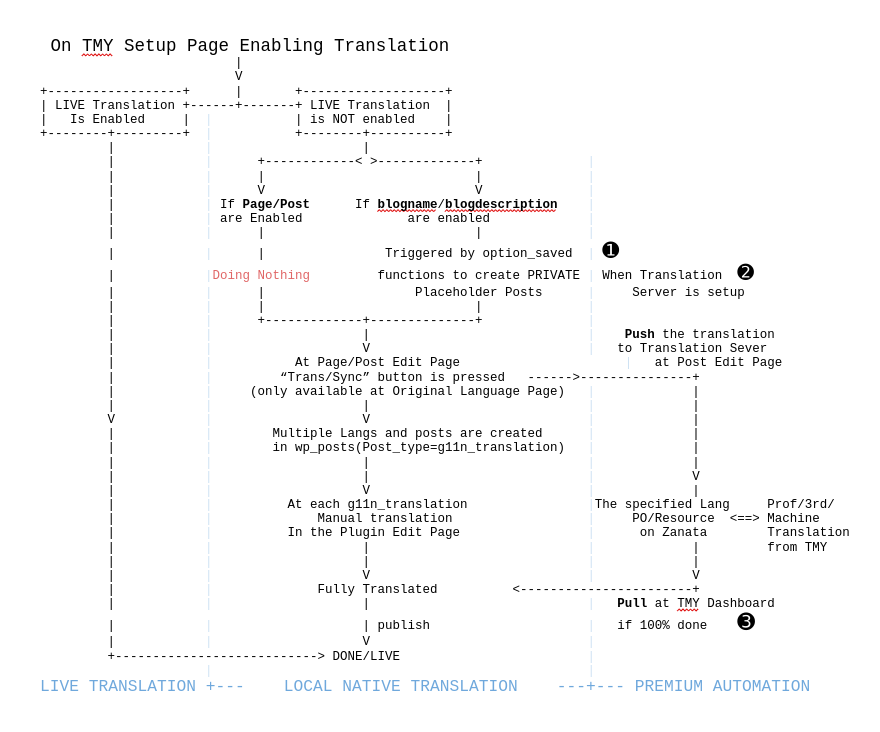 On TMY Setup Page Enabling Translation
|
V
+------------------+      |       +-------------------+
| LIVE Translation +------+-------+ LIVE Translation  |
|   Is Enabled     |  |           | is NOT enabled    |
+--------+---------+              +--------+----------+
|            |                    |
|            |      +------------< >-------------+              |
|            |      |                            |              |
|            |      V                            V              |
|            | If Page/Post      If blogname/blogdescription    |
|            | are Enabled              are enabled             |
|            |      |                            |              |
|                   |                Triggered by option_saved  | ❶
|            |Doing Nothing         functions to create PRIVATE | When Translation  ❷
|            |      |                    Placeholder Posts      |     Server is setup
|            |      |                            |              |
|            |      +-------------+--------------+              |
|            |                    |                             |    Push the translation
|            |                    V                             |   to Translation Sever
|            |           At Page/Post Edit Page                      |   at Post Edit Page
|            |         “Trans/Sync” button is pressed   ------>---------------+
|            |     (only available at Original Language Page)   |             |
|            |                    |                             |             |
V            |                    V                             |             |
|            |        Multiple Langs and posts are created      |             |
|            |        in wp_posts(Post_type=g11n_translation)   |             |
|            |                    |                             |             |
|            |                    |                             |             V
|            |                    V                             |             |
|            |          At each g11n_translation                |The specified Lang     Prof/3rd/
|            |              Manual translation                  |     PO/Resource  <==> Machine
|            |          In the Plugin Edit Page                 |      on Zanata        Translation
|            |                    |                             |             |         from TMY
|            |                    |                             |             |
|            |                    V                             |             V
|            |              Fully Translated          <-----------------------+
|            |                    |                             |   Pull at TMY Dashboard
|            |                    | publish                     |   if 100% done    ❸
|            |                    V                             |
+---------------------------> DONE/LIVE                         |
LIVE TRANSLATION +---    LOCAL NATIVE TRANSLATION    ---+--- PREMIUM AUTOMATION